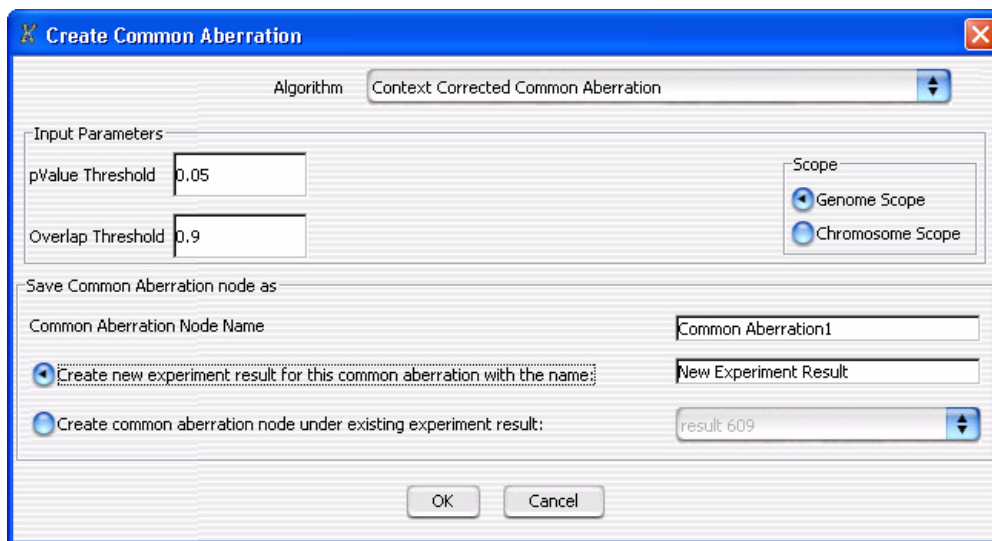 Create Common Aberration
Algorithm Context Corrected Common Aberration
Input Parameters
pValue Threshold 0.05
Overlap Threshold 0.9
Scope
Genome Scope
Chromosome Scope
Save Common Aberration node as
Common Aberration Node Name Common Aberration1
Create new experiment result for this common aberration with the name: New Experiment Result
Create common aberration node under existing experiment result: result 609
OK Cancel